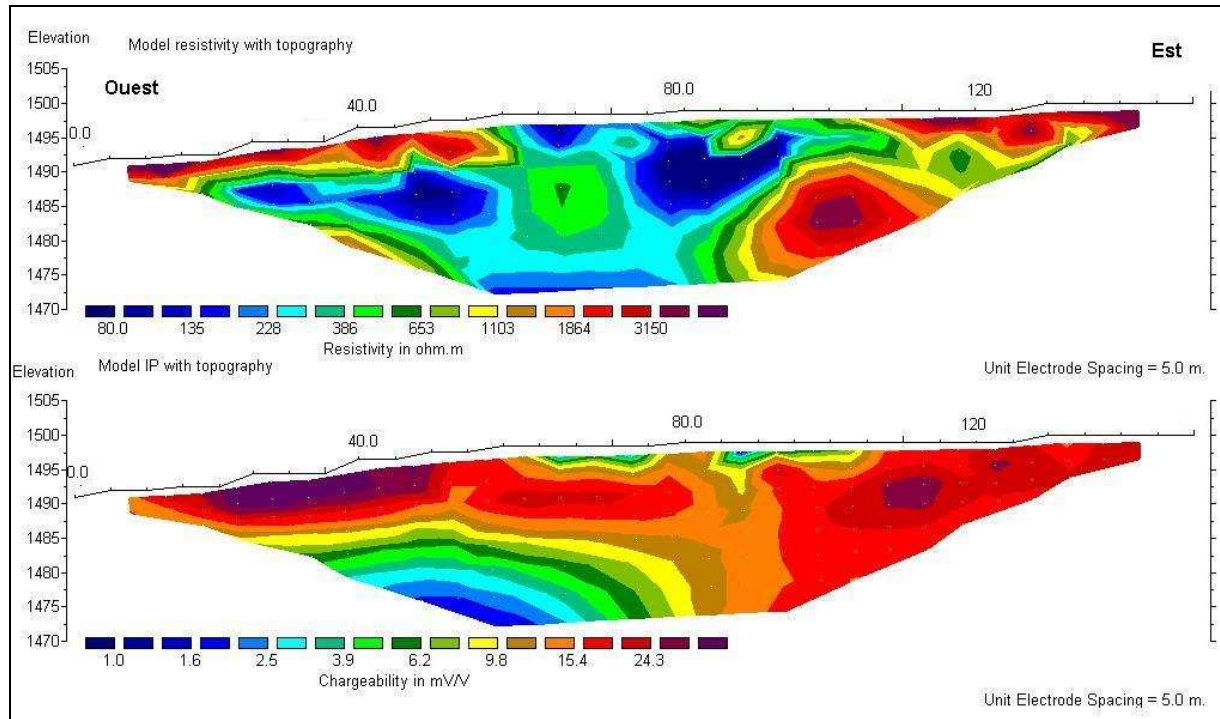 Elevation
Model resistivity with topography
Est
1505
Ouest
1500
40.0
80.0
120
1495
0.0
1490
1485
1480
1475
1470
80.0 135 228 386 653 1103 1864 3150
Resistivity in ohm.m
Elevation
Model IP with topography
Unit Electrode Spacing = 5.0 m.
1505
1500
40.0
80.0
120
1495
0.0
1490
1485
1480
1475
1470
1.0 1.6 2.5 3.9 6.2 9.8 15.4 24.3
Chargeability in mV/V
Unit Electrode Spacing = 5.0 m.